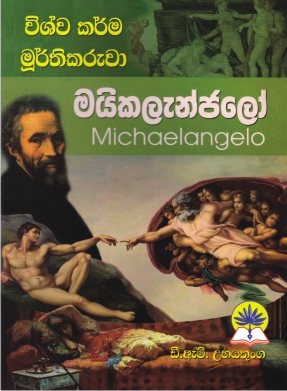 විශ්ව කර්ම
මූර්තිකරුවා
මයිකලැන්ජලෝ
Michaelangelo
ඩී.ඇම්. උභයතුංග